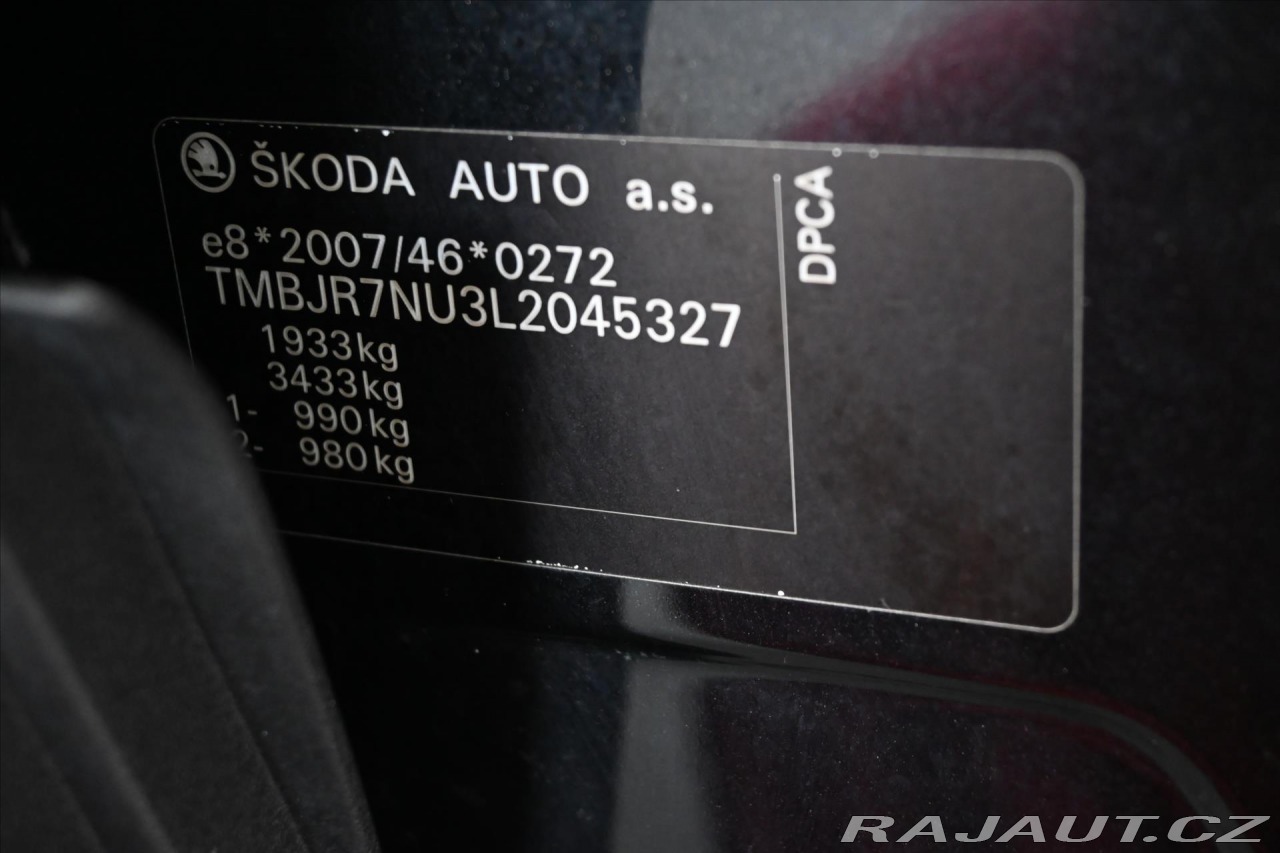 ŠKODA AUTO a.s.
DPCA
e8*2007/46*0272
TMBJR7NU3L2045327
1933kg
3433kg
1- 990kg
2- 980kg
RAJAUT.CZ